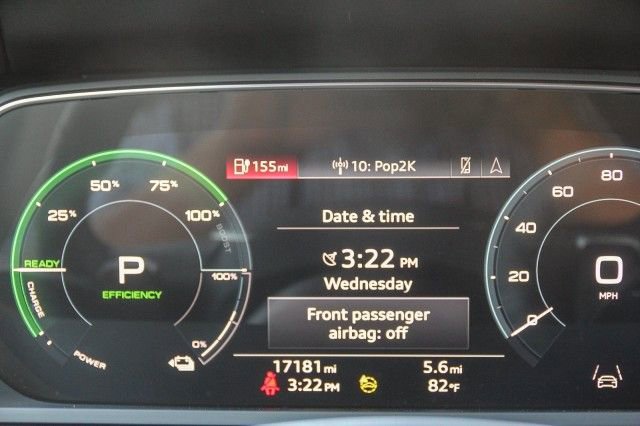 155mi
10: Pop2K
50% 75%
25% 100%
BOOST
READY
100%
P
EFFICIENCY
CHARGE
POWER
0%
Date & time
3:22 PM
Wednesday
Front passenger
airbag: off
17181mi 5.6mi
3:22PM 82°F
80
60
40
20
0
0
MPH